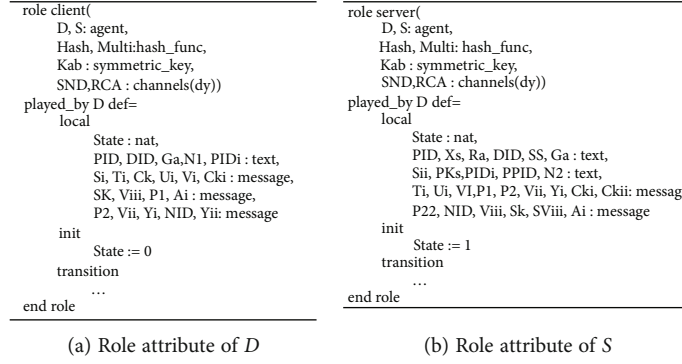 role client(
D, S: agent,
Hash, Multi:hash_func,
Kab : symmetric_key,
SND,RCA : channels(dy))
played_by D def=
local
State : nat,
PID, DID, Ga,N1, PIDi : text,
Si, Ti, Ck, Ui, Vi, Cki : message,
SK, Viii, P1, Ai : message,
P2, Vii, Yi, NID, Yii: message
init
State := 0
transition
...
end role
(a) Role attribute of D
role server(
D, S: agent,
Hash, Multi: hash_func,
Kab : symmetric_key,
SND,RCA : channels(dy))
played_by D def=
local
State : nat,
PID, Xs, Ra, DID, SS, Ga : text,
Sii, PKs,PIDi, PPID, N2 : text,
Ti, Ui, VI,P1, P2, Vii, Yi, Cki, Ckii: messag
P22, NID, Viii, Sk, SViii, Ai : message
init
State := 1
transition
...
end role
(b) Role attribute of S